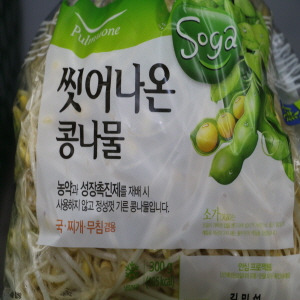 Pulmuone
Soga
씻어나온
콩나물
농약과 성장촉진제를 재배 시
사용하지 않고 정성껏 기른 콩나물입니다.
국·찌개·무침 겸용
소가